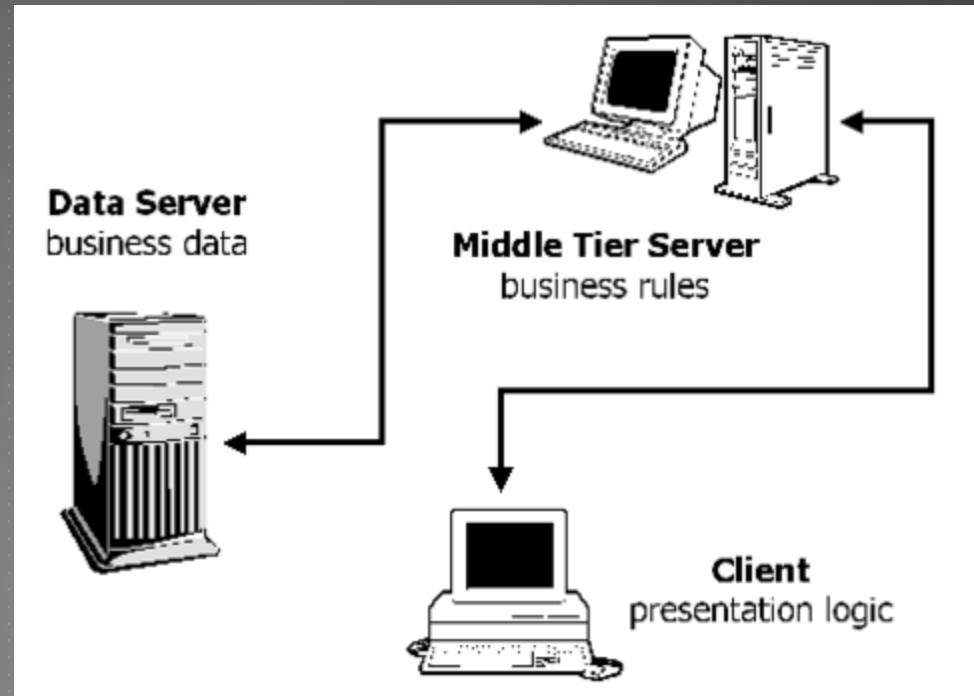 Data Server
business data
Middle Tier Server
business rules
Client
presentation logic